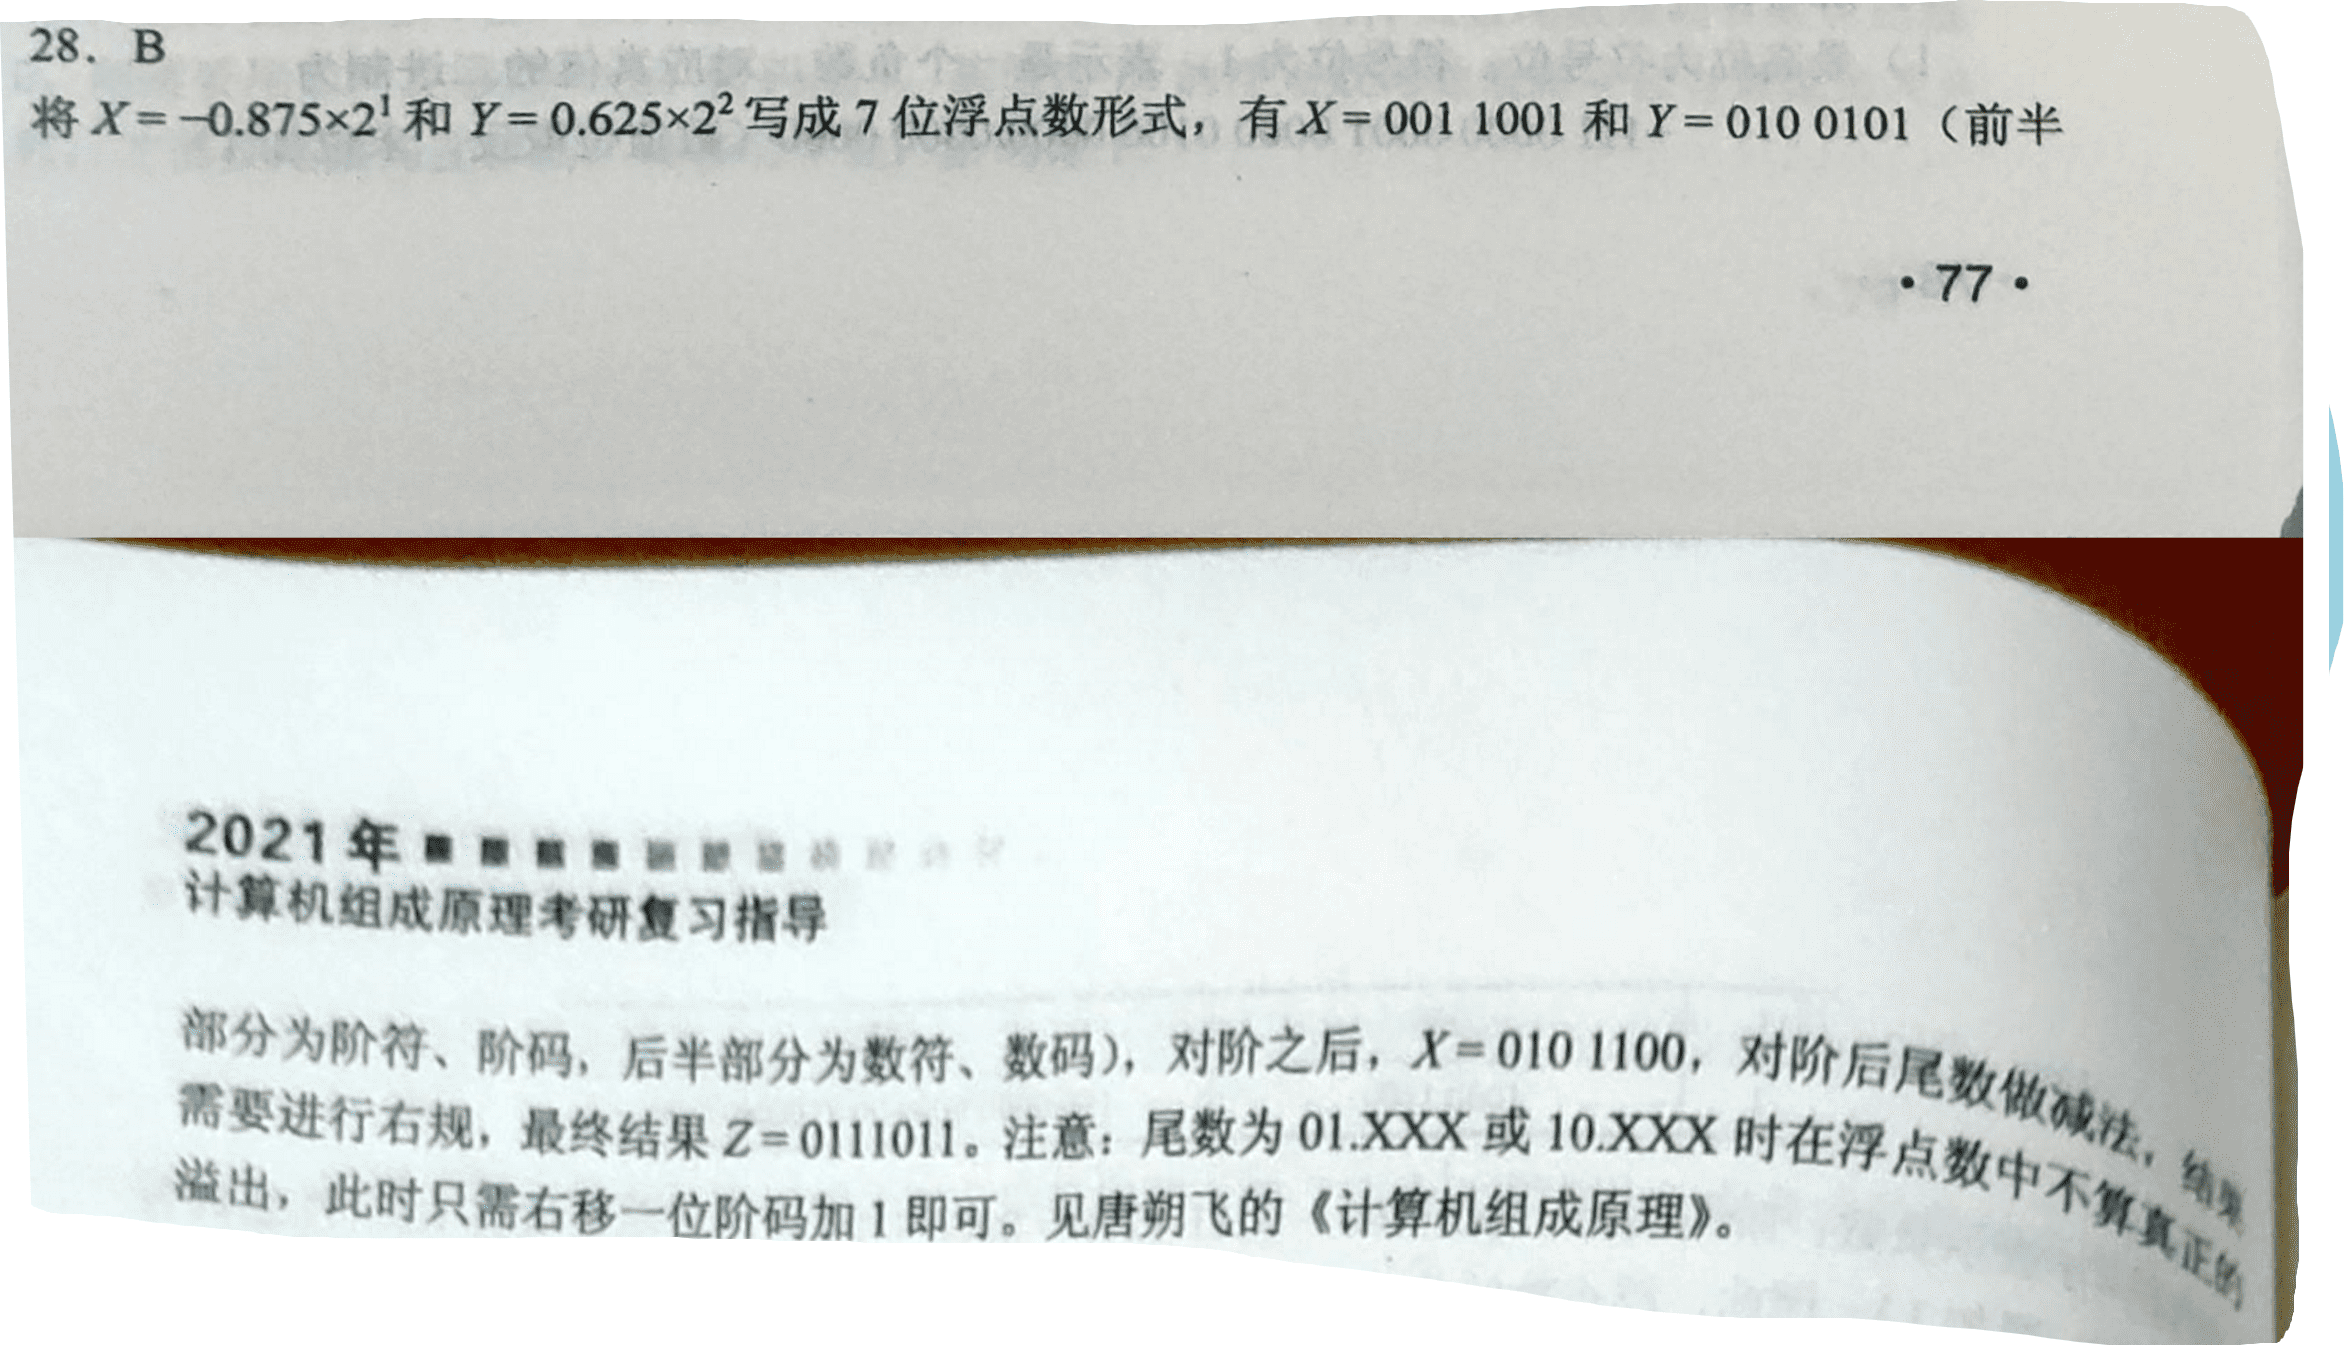 28. B
将 X = –0.875×2¹ 和 Y = 0.625×2² 写成 7 位浮点数形式，有 X = 001 1001 和 Y = 010 0101（前半
• 77 •
2021 年
计算机组成原理考研复习指导
部分为阶符、阶码，后半部分为数符、数码），对阶之后，X = 010 1100，对阶后尾数做减法，结果
需要进行右规，最终结果 Z = 0111011。注意：尾数为 01.XXX 或 10.XXX 时在浮点数中不算真正的
溢出，此时只需右移一位阶码加 1 即可。见唐朔飞的《计算机组成原理》。